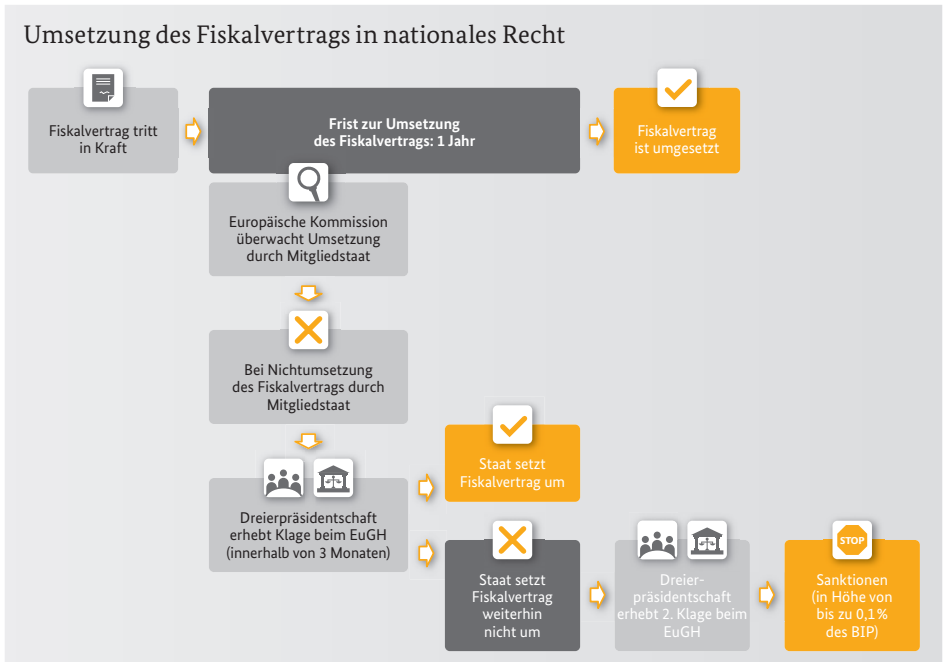 Umsetzung des Fiskalvertrags in nationales Recht
Fiskalvertrag tritt
in Kraft
Frist zur Umsetzung
des Fiskalvertrags: 1 Jahr
Fiskalvertrag
ist umgesetzt
Europäische Kommission
überwacht Umsetzung
durch Mitgliedstaat
Bei Nichtumsetzung
des Fiskalvertrags durch
Mitgliedstaat
Staat setzt
Fiskalvertrag um
Dreierpräsidentschaft
erhebt Klage beim EuGH
(innerhalb von 3 Monaten)
Staat setzt
Fiskalvertrag
weiterhin
nicht um
Dreier-
präsidentschaft
erhebt 2. Klage beim
EuGH
STOP
Sanktionen
(in Höhe von
bis zu 0,1%
des BIP)